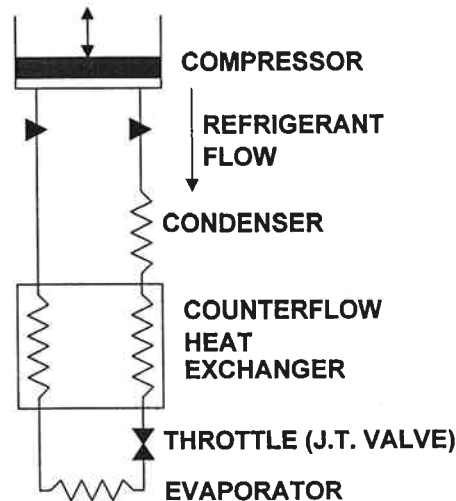 COMPRESSOR
REFRIGERANT
FLOW
CONDENSER
COUNTERFLOW
HEAT
EXCHANGER
THROTTLE (J.T. VALVE)
EVAPORATOR